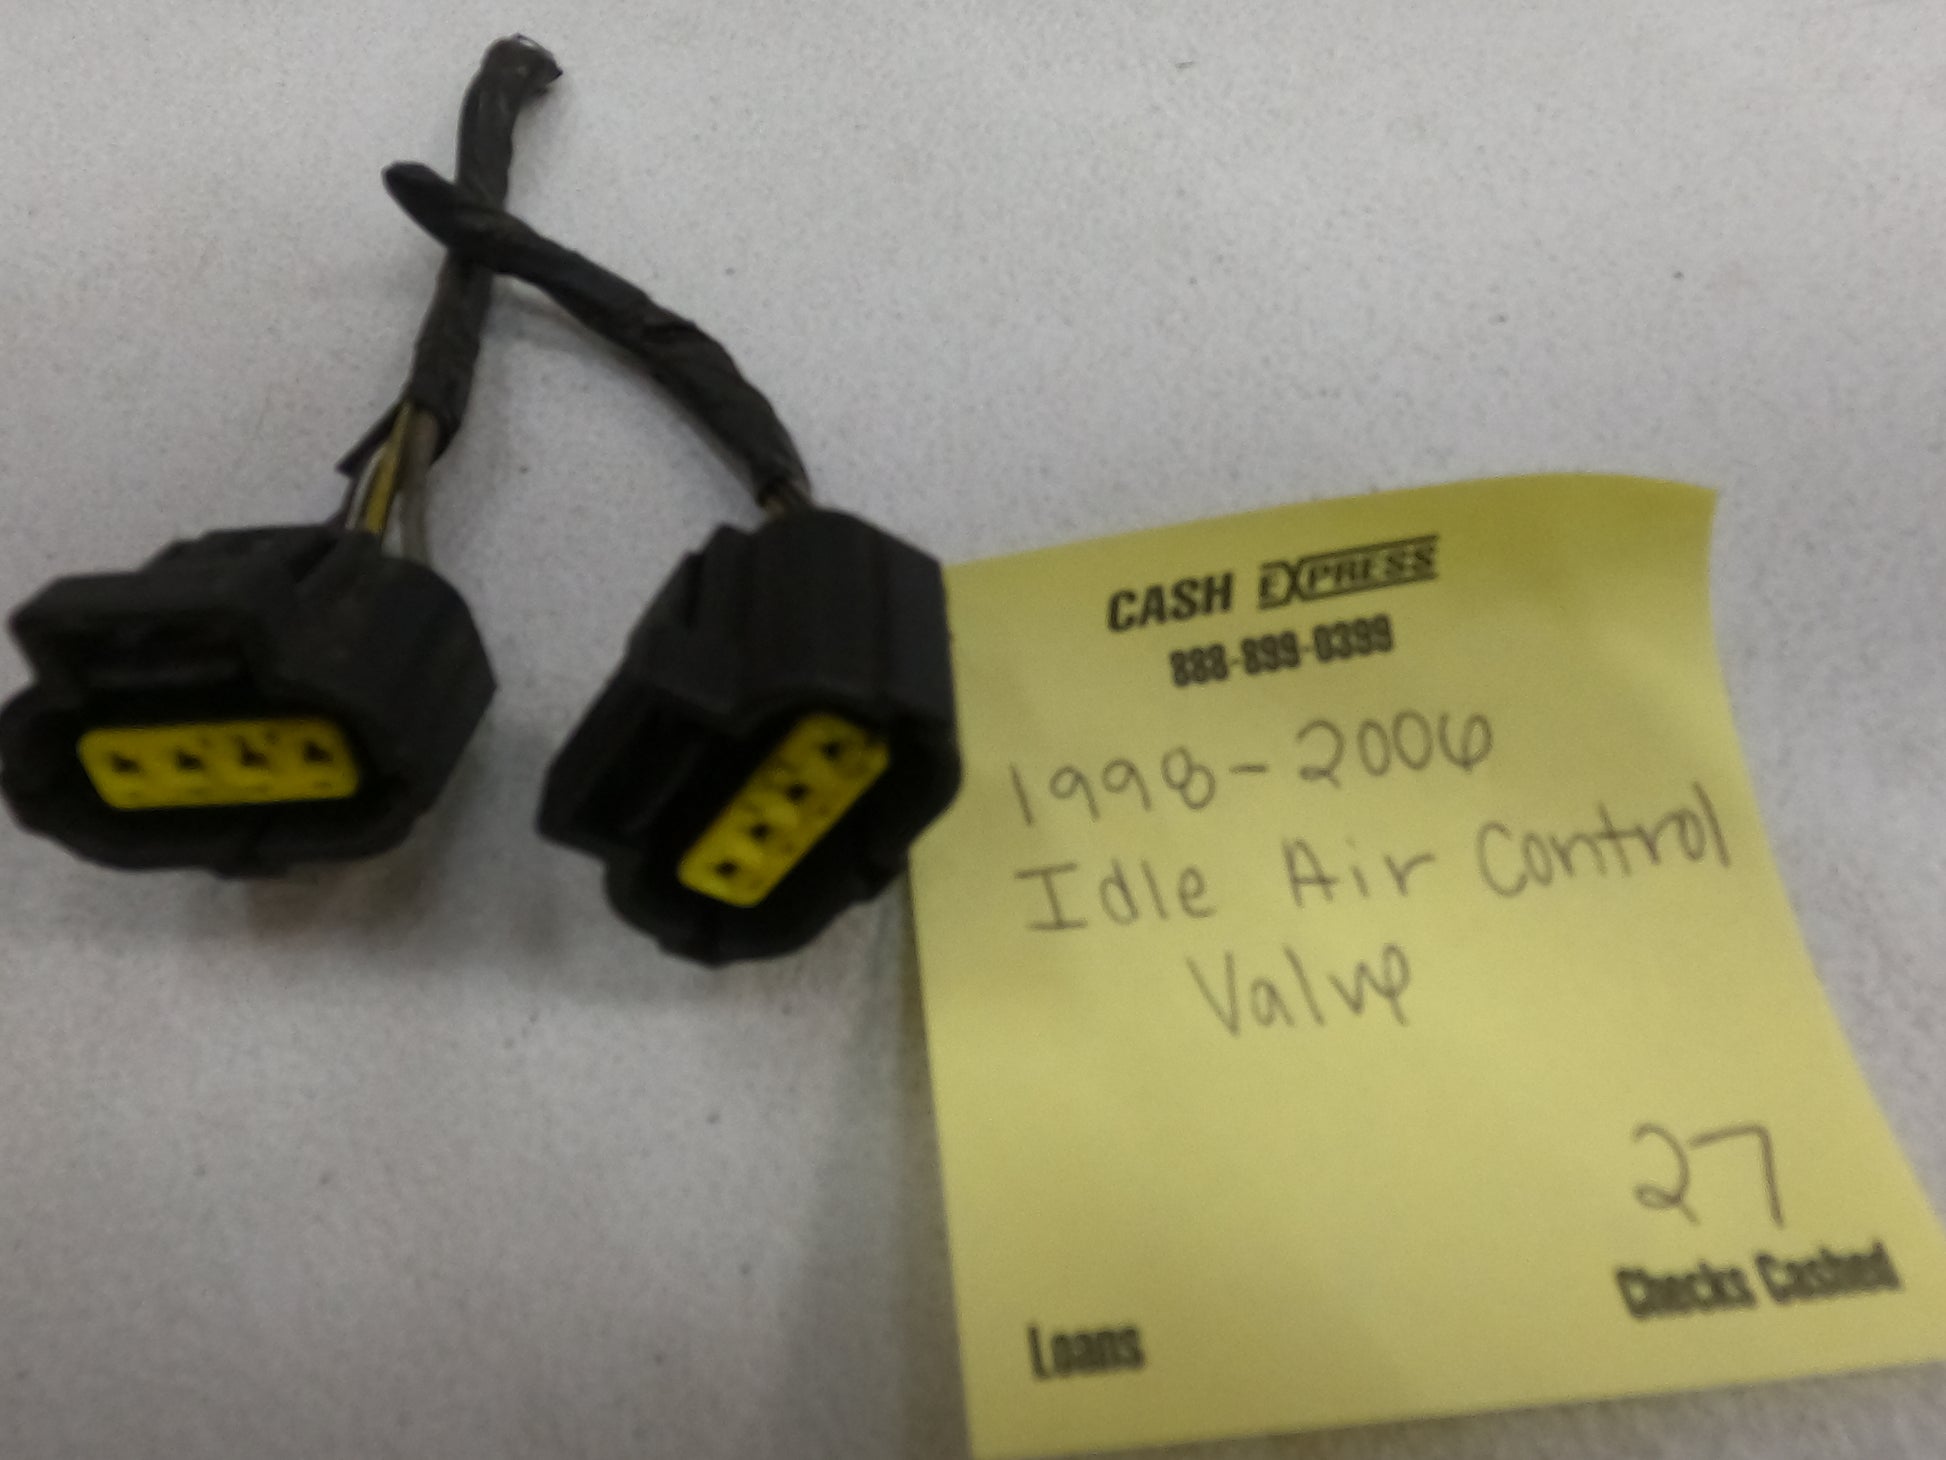 CASH EXPRESS
888-899-0399
1998-2006
Idle Air Control
Valve
27
Checks Cashed
Loans